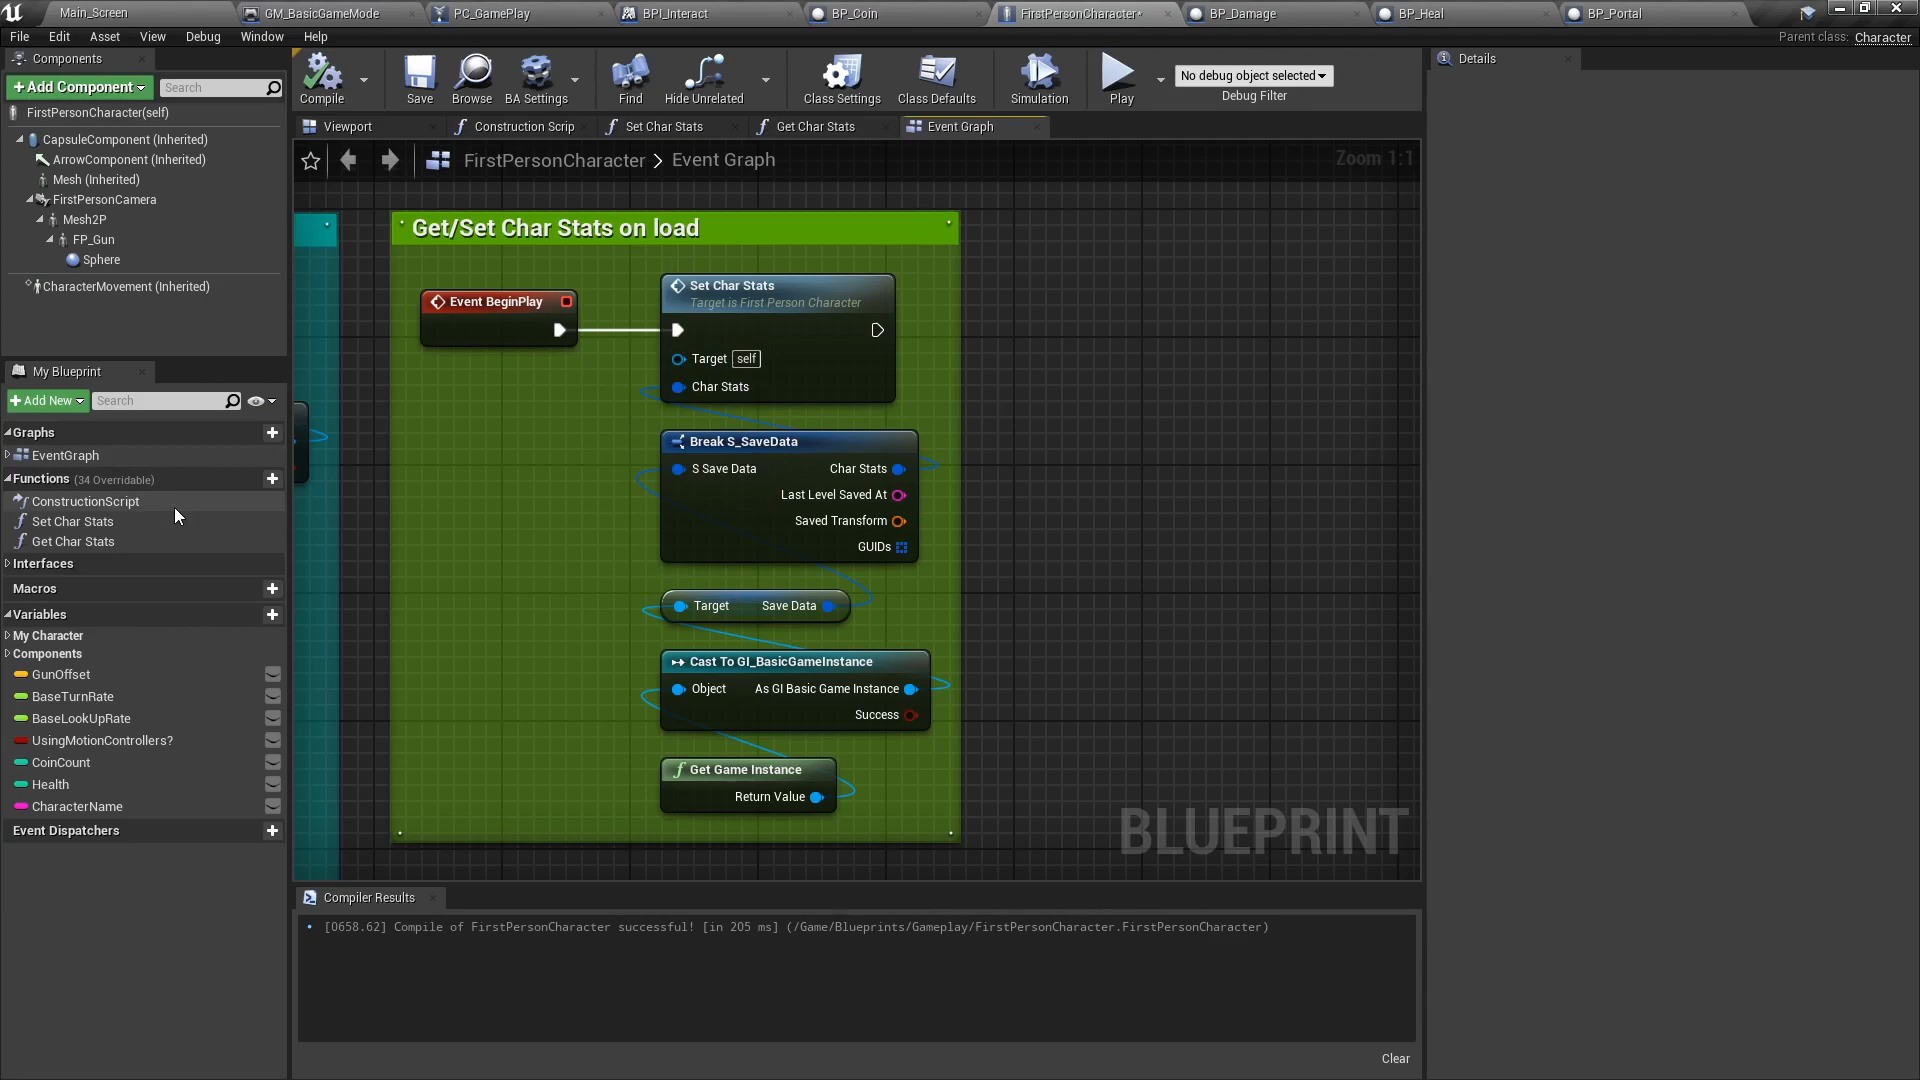 Main_Screen
GM_BasicGameMode
PC_GamePlay
BPI_Interact
BP_Coin
FirstPersonCharacter*
BP_Damage
BP_Heal
BP_Portal
File Edit Asset View Debug Window Help
Parent class: Character
Components
+ Add Component
Search
FirstPersonCharacter(self)
CapsuleComponent (Inherited)
ArrowComponent (Inherited)
Mesh (Inherited)
FirstPersonCamera
Mesh2P
FP_Gun
Sphere
CharacterMovement (Inherited)
My Blueprint
+ Add New
Search
Graphs
EventGraph
Functions (34 Overridable)
ConstructionScript
Set Char Stats
Get Char Stats
Interfaces
Macros
Variables
My Character
Components
GunOffset
BaseTurnRate
BaseLookUpRate
UsingMotionControllers?
CoinCount
Health
CharacterName
Event Dispatchers
Compile
Save
Browse
BA Settings
Find
Hide Unrelated
Class Settings
Class Defaults
Simulation
Play
No debug object selected
Debug Filter
Viewport
Construction Scrip
Set Char Stats
Get Char Stats
Event Graph
FirstPersonCharacter > Event Graph
Zoom 1:1
Get/Set Char Stats on load
Event BeginPlay
Set Char Stats
Target is First Person Character
Target self
Char Stats
Break S_SaveData
S Save Data Char Stats
Last Level Saved At
Saved Transform
GUIDs
Target Save Data
Cast To GI_BasicGameInstance
Object As GI Basic Game Instance
Success
Get Game Instance
Return Value
BLUEPRINT
Compiler Results
• [0658.62] Compile of FirstPersonCharacter successful! [in 205 ms] (/Game/Blueprints/Gameplay/FirstPersonCharacter.FirstPersonCharacter)
Clear
Details